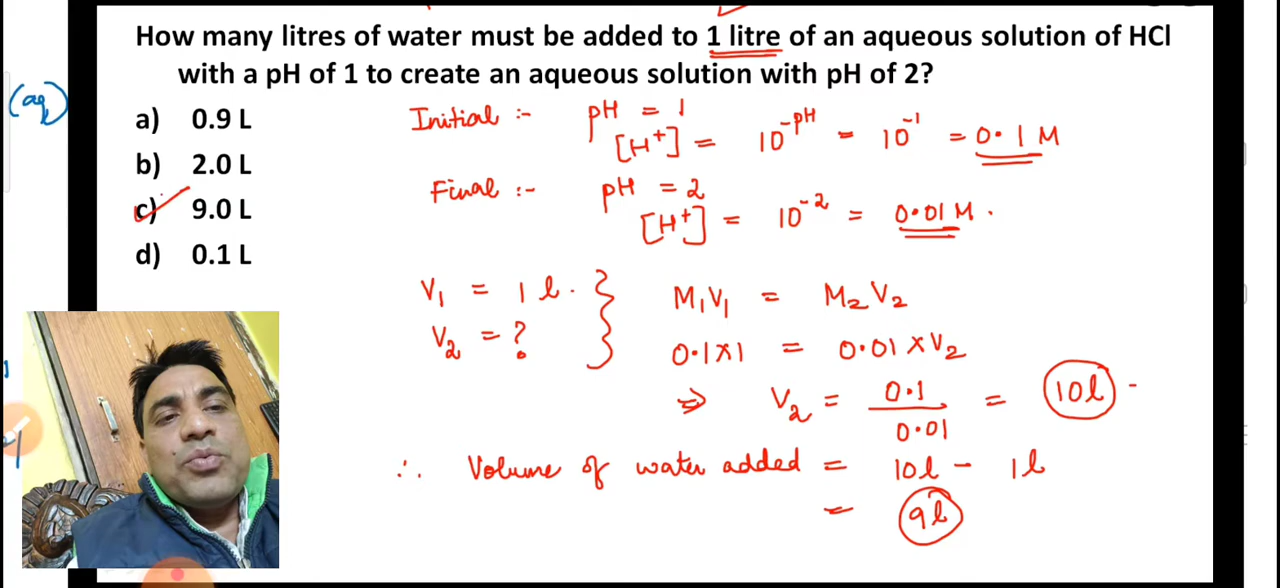 How many litres of water must be added to 1 litre of an aqueous solution of HCl
with a pH of 1 to create an aqueous solution with pH of 2?
(aq)
a) 0.9 L
b) 2.0 L
c) 9.0 L
d) 0.1 L
Initial :- pH = 1
[H⁺] = 10⁻ᵖᴴ = 10⁻¹ = 0.1 M
Final :- pH = 2
[H⁺] = 10⁻² = 0.01 M.
V₁ = 1 l.
V₂ = ?
M₁V₁ = M₂V₂
0.1×1 = 0.01 × V₂
⇒ V₂ = 0.1/0.01 = 10l
∴ Volume of water added = 10l - 1l
= 9l